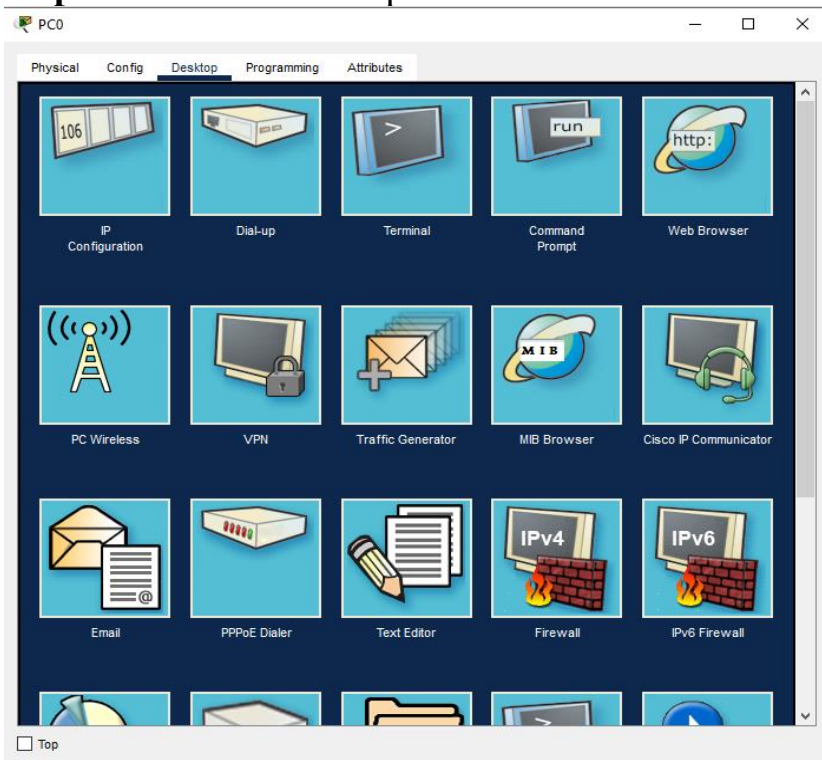 PC0
Physical Config Desktop Programming Attributes
106
>
run
http:
IP
Configuration
Dial-up
Terminal
Command
Prompt
Web Browser
MIB
PC Wireless
VPN
Traffic Generator
MIB Browser
Cisco IP Communicator
@
IPv4
IPv6
Email
PPPoE Dialer
Text Editor
Firewall
IPv6 Firewall
>
Top